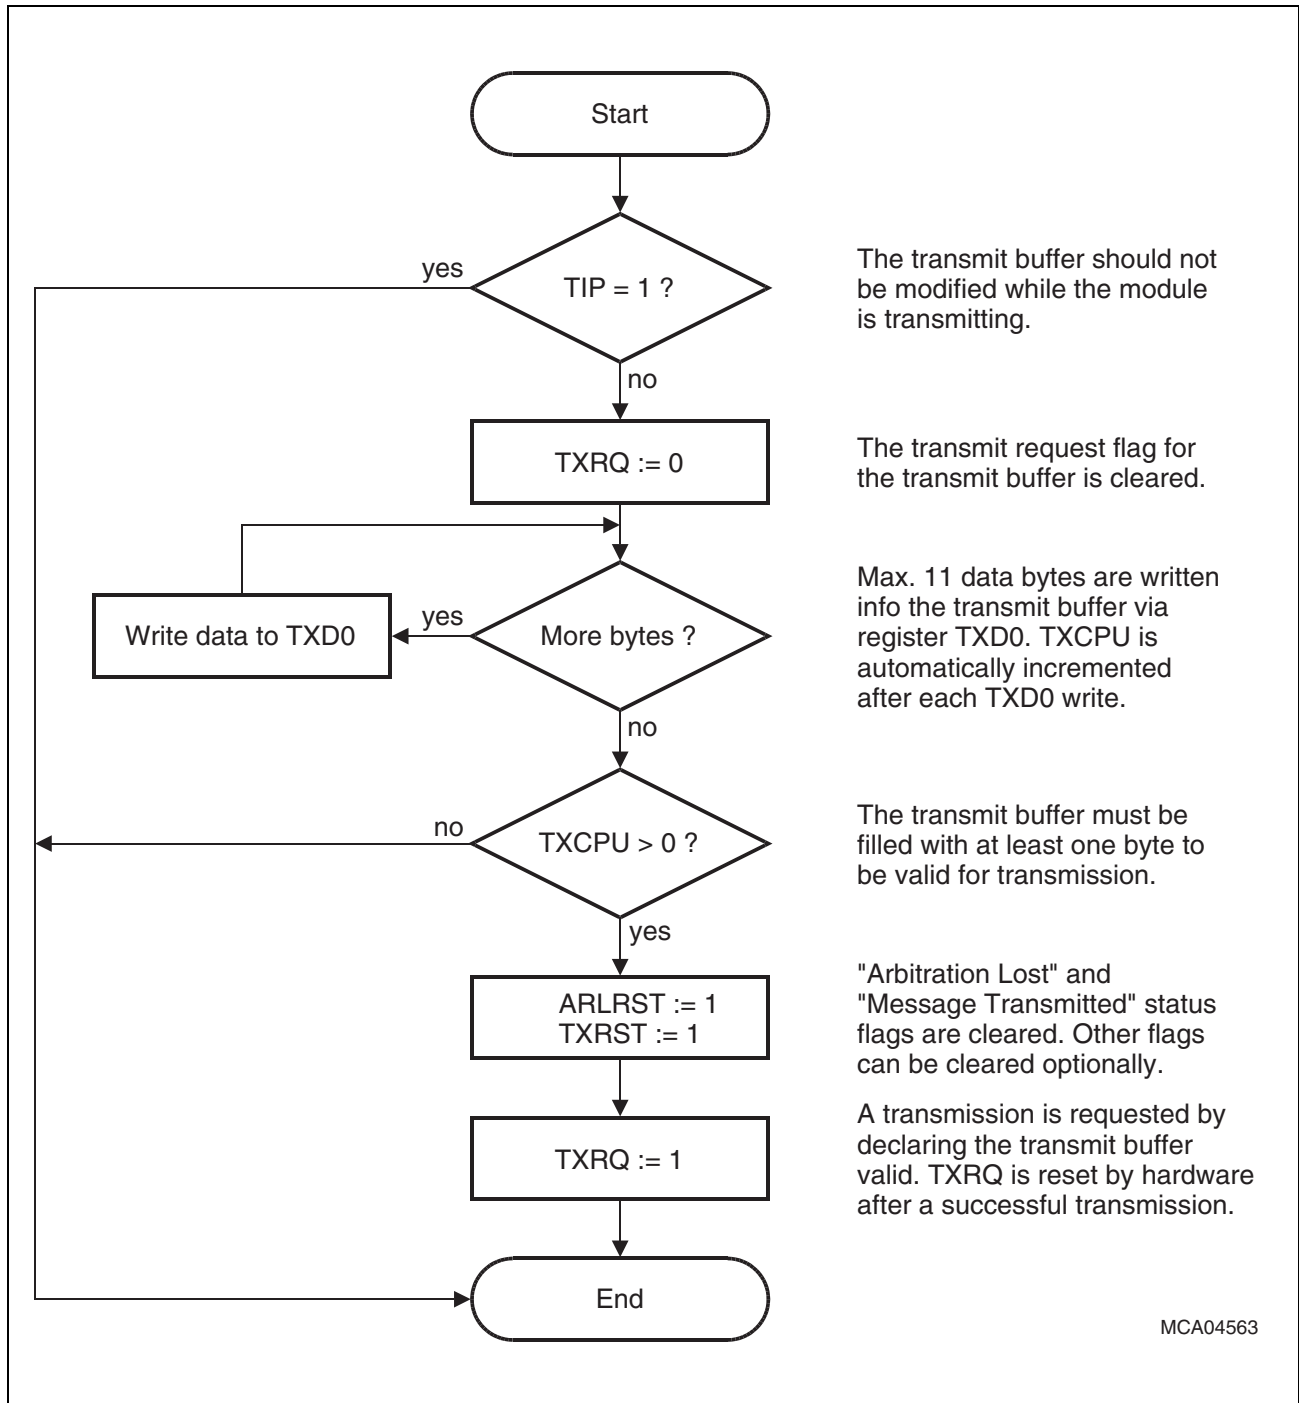 Start
yes
TIP = 1 ?
The transmit buffer should not
be modified while the module
is transmitting.
no
TXRQ := 0
The transmit request flag for
the transmit buffer is cleared.
Write data to TXD0
yes
More bytes ?
Max. 11 data bytes are written
info the transmit buffer via
register TXD0. TXCPU is
automatically incremented
after each TXD0 write.
no
no
TXCPU > 0 ?
The transmit buffer must be
filled with at least one byte to
be valid for transmission.
yes
ARLRST := 1
TXRST := 1
"Arbitration Lost" and
"Message Transmitted" status
flags are cleared. Other flags
can be cleared optionally.
TXRQ := 1
A transmission is requested by
declaring the transmit buffer
valid. TXRQ is reset by hardware
after a successful transmission.
End
MCA04563